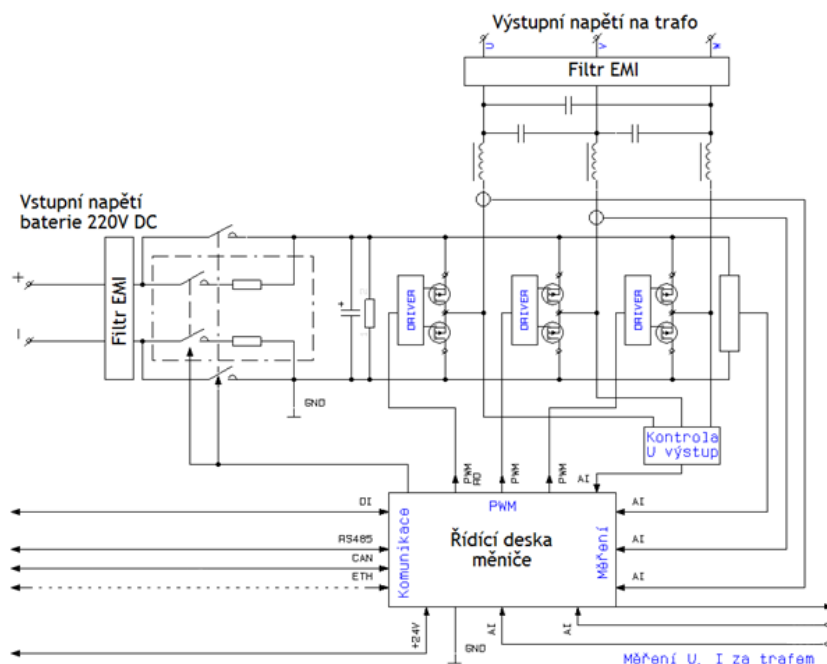 Výstupní napětí na trafo
U
V
W
Filtr EMI
Vstupní napětí
baterie 220V DC
+
Filtr EMI
−
+
DRIVER
DRIVER
DRIVER
GND
Kontrola
U výstup
PWM
PWM
PWM
AI
DI
RS485
CAN
ETH
Komunikace
PWM
Řídící deska
měniče
Měření
AI
AI
AI
+24V
GND
AI
AI
Měření U, I za trafem